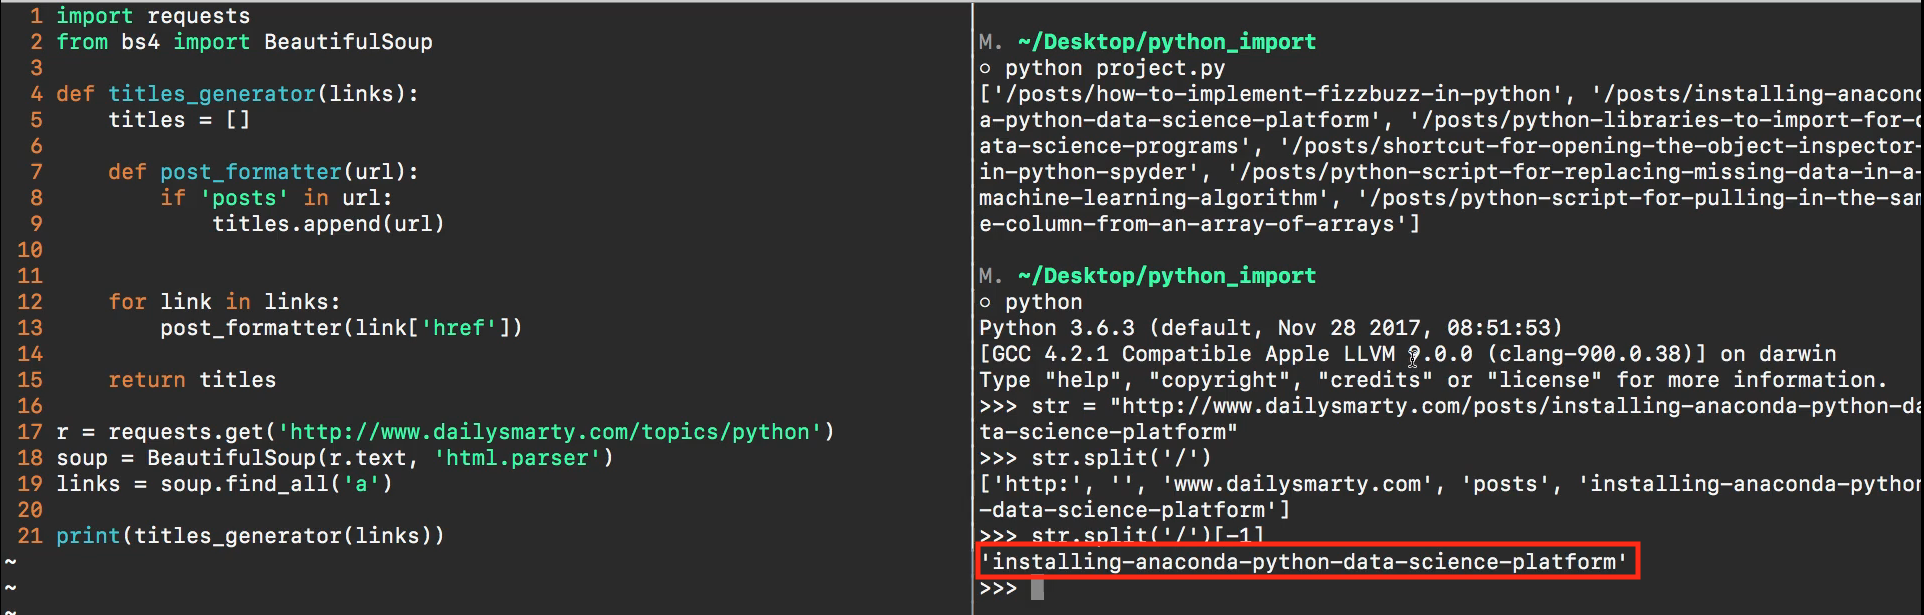 1 import requests
2 from bs4 import BeautifulSoup
3
4 def titles_generator(links):
5     titles = []
6
7     def post_formatter(url):
8         if 'posts' in url:
9             titles.append(url)
10
11
12     for link in links:
13         post_formatter(link['href'])
14
15     return titles
16
17 r = requests.get('http://www.dailysmarty.com/topics/python')
18 soup = BeautifulSoup(r.text, 'html.parser')
19 links = soup.find_all('a')
20
21 print(titles_generator(links))
~
~
~
M. ~/Desktop/python_import
○ python project.py
['/posts/how-to-implement-fizzbuzz-in-python', '/posts/installing-anacond
a-python-data-science-platform', '/posts/python-libraries-to-import-for-d
ata-science-programs', '/posts/shortcut-for-opening-the-object-inspector-
in-python-spyder', '/posts/python-script-for-replacing-missing-data-in-a-
machine-learning-algorithm', '/posts/python-script-for-pulling-in-the-sam
e-column-from-an-array-of-arrays']
M. ~/Desktop/python_import
○ python
Python 3.6.3 (default, Nov 28 2017, 08:51:53)
[GCC 4.2.1 Compatible Apple LLVM 9.0.0 (clang-900.0.38)] on darwin
Type "help", "copyright", "credits" or "license" for more information.
>>> str = "http://www.dailysmarty.com/posts/installing-anaconda-python-da
ta-science-platform"
>>> str.split('/')
['http:', '', 'www.dailysmarty.com', 'posts', 'installing-anaconda-python
-data-science-platform']
>>> str.split('/')[-1]
'installing-anaconda-python-data-science-platform'
>>>